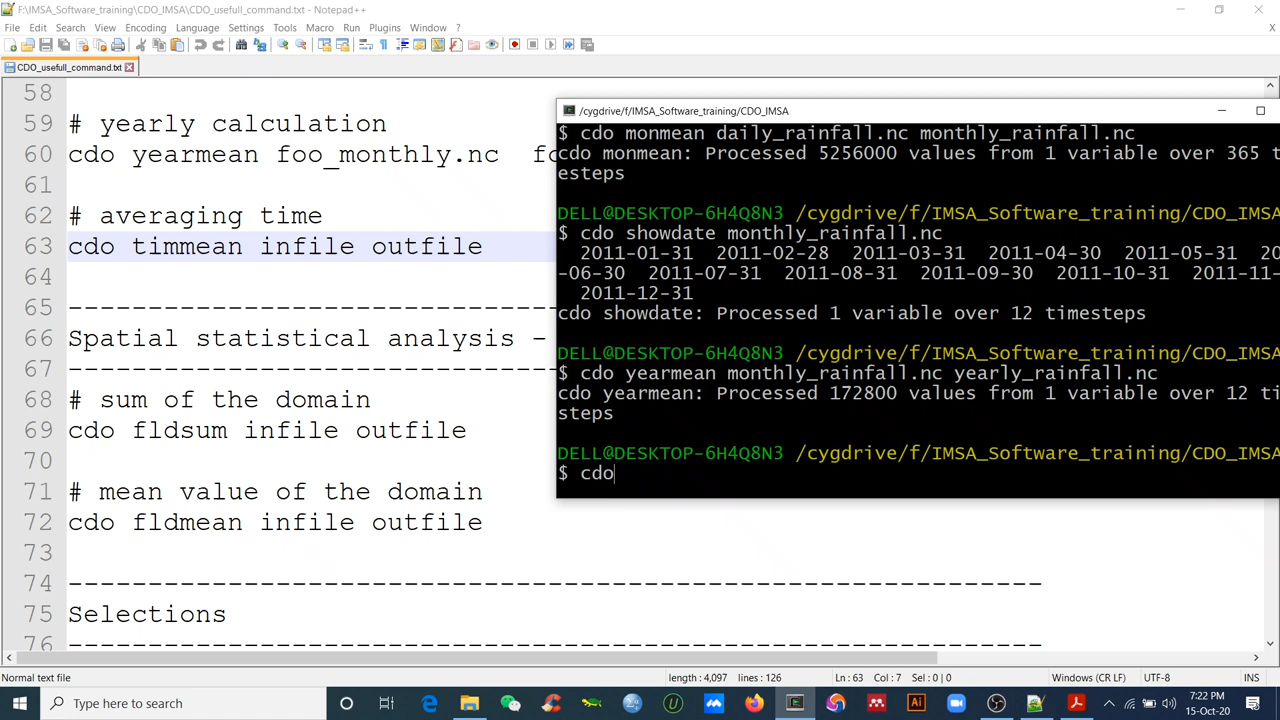 F:\IMSA_Software_training\CDO_IMSA\CDO_usefull_command.txt - Notepad++
File Edit Search View Encoding Language Settings Tools Macro Run Plugins Window ?
X
CDO_usefull_command.txt
58
59 # yearly calculation
60 cdo yearmean foo_monthly.nc fo
61
62 # averaging time
63 cdo timmean infile outfile
64
65 ------------------------------
66 Spatial statistical analysis -
67 ------------------------------
68 # sum of the domain
69 cdo fldsum infile outfile
70
71 # mean value of the domain
72 cdo fldmean infile outfile
73
74 -------------------------------------------------------------
75 Selections
76 -------------------------------------------------------------
/cygdrive/f/IMSA_Software_training/CDO_IMSA
$ cdo monmean daily_rainfall.nc monthly_rainfall.nc
cdo monmean: Processed 5256000 values from 1 variable over 365 t
esteps
DELL@DESKTOP-6H4Q8N3 /cygdrive/f/IMSA_Software_training/CDO_IMSA
$ cdo showdate monthly_rainfall.nc
2011-01-31 2011-02-28 2011-03-31 2011-04-30 2011-05-31 20
-06-30 2011-07-31 2011-08-31 2011-09-30 2011-10-31 2011-11-
2011-12-31
cdo showdate: Processed 1 variable over 12 timesteps
DELL@DESKTOP-6H4Q8N3 /cygdrive/f/IMSA_Software_training/CDO_IMSA
$ cdo yearmean monthly_rainfall.nc yearly_rainfall.nc
cdo yearmean: Processed 172800 values from 1 variable over 12 ti
steps
DELL@DESKTOP-6H4Q8N3 /cygdrive/f/IMSA_Software_training/CDO_IMSA
$ cdo
Normal text file length : 4,097 lines : 126 Ln : 63 Col : 7 Sel : 0 | 0 Windows (CR LF) UTF-8 INS
Type here to search
7:22 PM
15-Oct-20